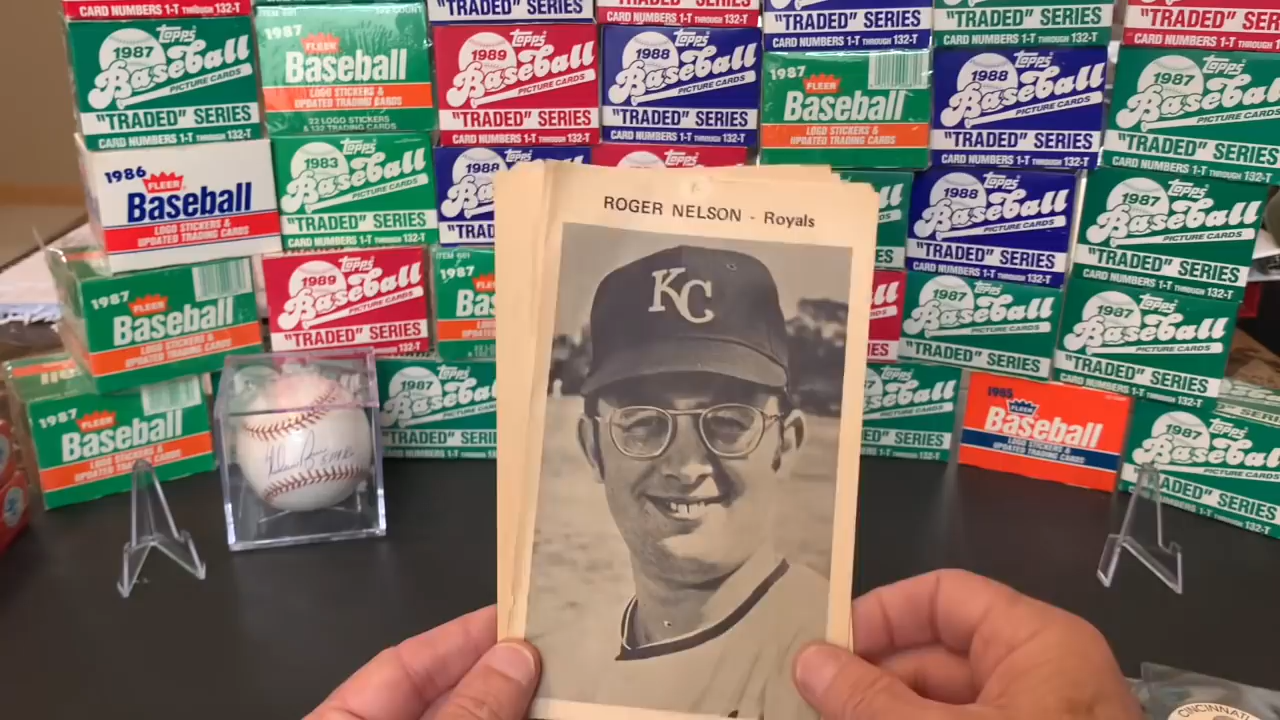 ROGER NELSON - Royals
KC
"TRADED" SERIES
"TRADED" SERIES
CARD NUMBERS 1-T THROUGH 132-T
"TRADED" SERIES
CARD NUMBERS 1-T THROUGH 132-T
"TRADED" SERIES
"TRADED" SERIES
1987
Topps
Baseball
PICTURE CARDS
"TRADED" SERIES
CARD NUMBERS 1-T THROUGH 132-T
1987
FLEER
Baseball
LOGO STICKERS &
UPDATED TRADING CARDS
22 LOGO STICKERS
& 132 TRADING CARDS
1989
Topps
Baseball
PICTURE CARDS
"TRADED" SERIES
CARD NUMBERS 1-T THROUGH 132-T
1988
Topps
Baseball
PICTURE CARDS
"TRADED" SERIES
CARD NUMBERS 1-T THROUGH 132-T
1987
FLEER
Baseball
LOGO STICKERS &
UPDATED TRADING CARDS
1988
Topps
Baseball
PICTURE CARDS
"TRADED" SERIES
CARD NUMBERS 1-T THROUGH 132-T
1987
Topps
Baseball
PICTURE CARDS
"TRADED" SERIES
CARD NUMBERS 1-T THROUGH 132-T
1986
FLEER
Baseball
LOGO STICKERS &
UPDATED TRADING CARDS
1983
Topps
Baseball
PICTURE CARDS
"TRADED" SERIES
CARD NUMBERS 1-T THROUGH 132-T
Topps
1988
Topps
Baseball
PICTURE CARDS
"TRADED" SERIES
CARD NUMBERS 1-T THROUGH 132-T
1987
Topps
Baseball
PICTURE CARDS
"TRADED" SERIES
CARD NUMBERS 1-T THROUGH 132-T
1987
FLEER
Baseball
LOGO STICKERS &
UPDATED TRADING CARDS
1989
Topps
Baseball
PICTURE CARDS
"TRADED" SERIES
1987
1987
Topps
Baseball
PICTURE CARDS
"TRADED" SERIES
1987
Topps
Baseball
PICTURE CARDS
"TRADED" SERIES
1987
FLEER
Baseball
LOGO STICKERS &
UPDATED TRADING CARDS
1987
Topps
Baseball
PICTURE CARDS
"TRADED" SERIES
1985
FLEER
Baseball
UPDATED TRADING CARDS
1987
Topps
Baseball
PICTURE CARDS
"TRADED" SERIES
CARD NUMBERS 1-T THROUGH 132-T
CINCINNATI